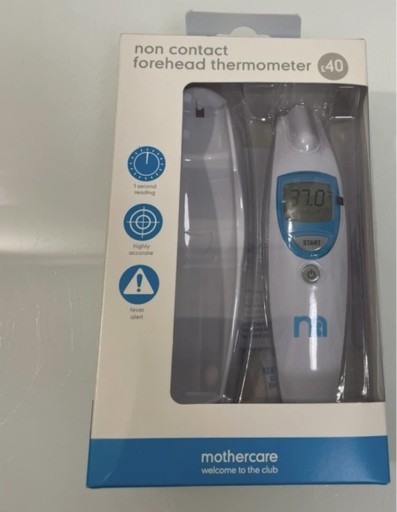 non contact
forehead thermometer £40
1 second
reading
highly
accurate
fever
alert
37.0°
START
m
mothercare
welcome to the club